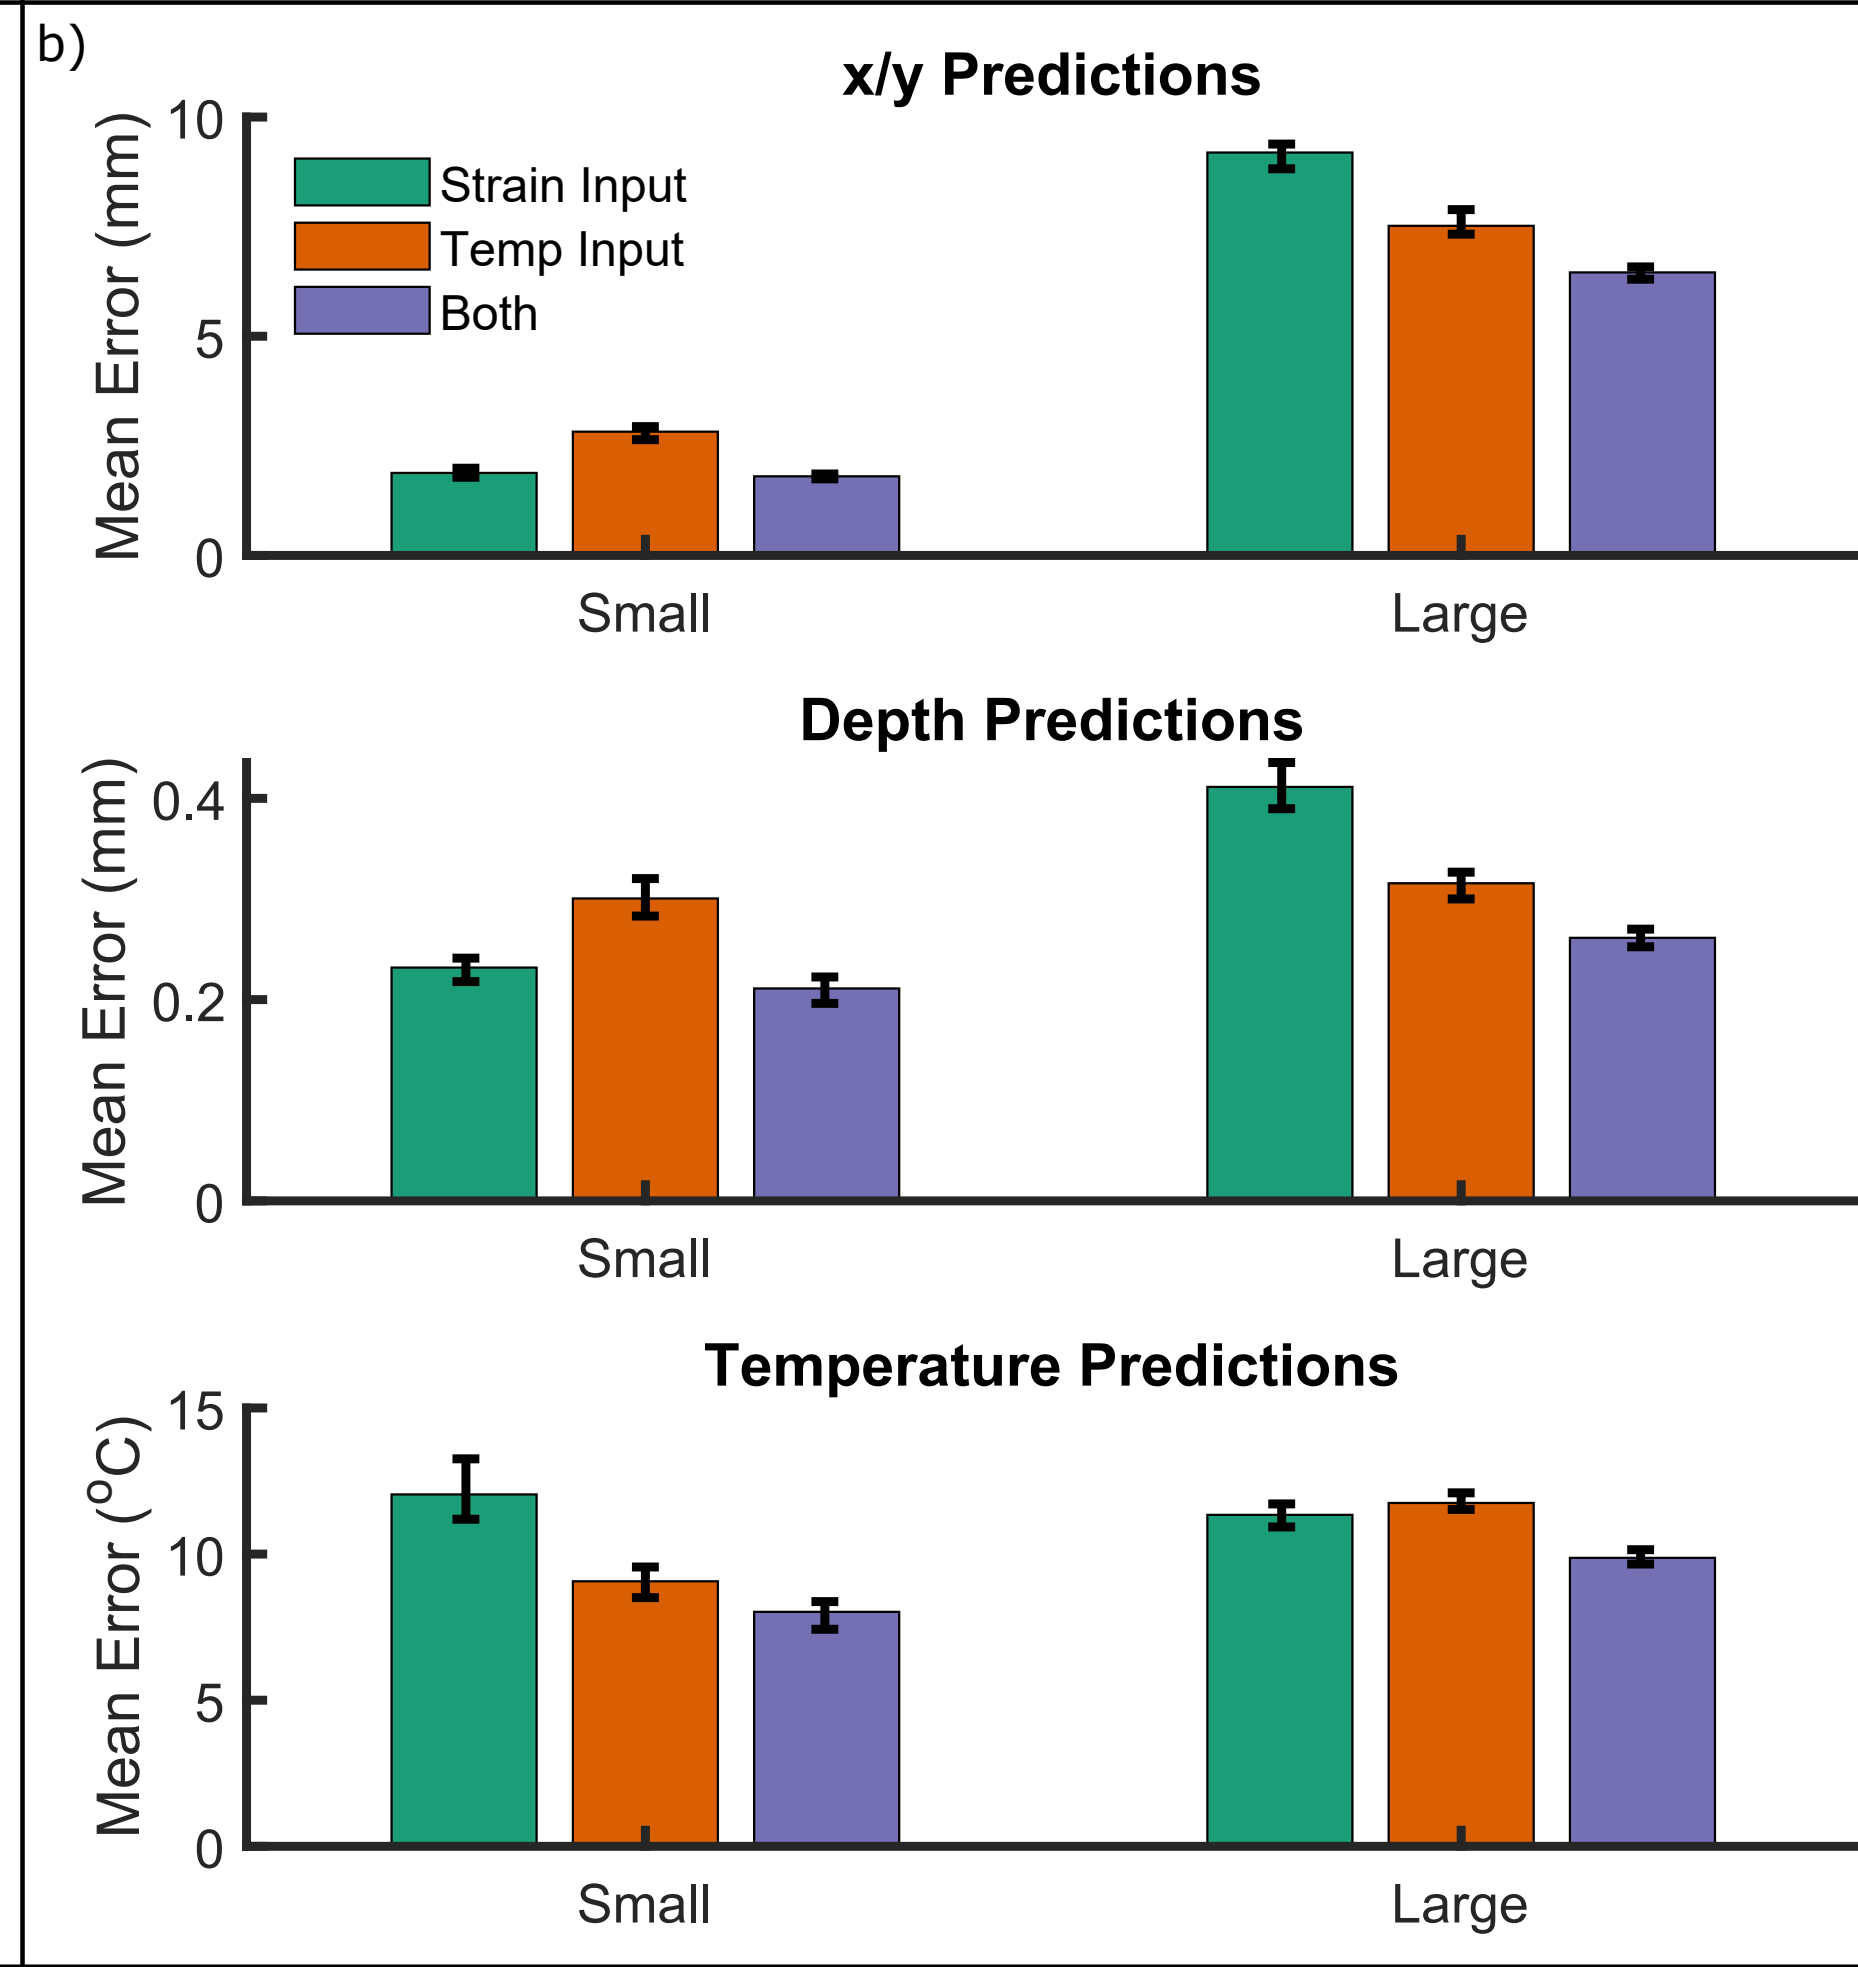 b)
x/y Predictions
Mean Error (mm)
10
5
0
Strain Input
Temp Input
Both
Small
Large
Depth Predictions
Mean Error (mm)
0.4
0.2
0
Small
Large
Temperature Predictions
Mean Error (ºC)
15
10
5
0
Small
Large